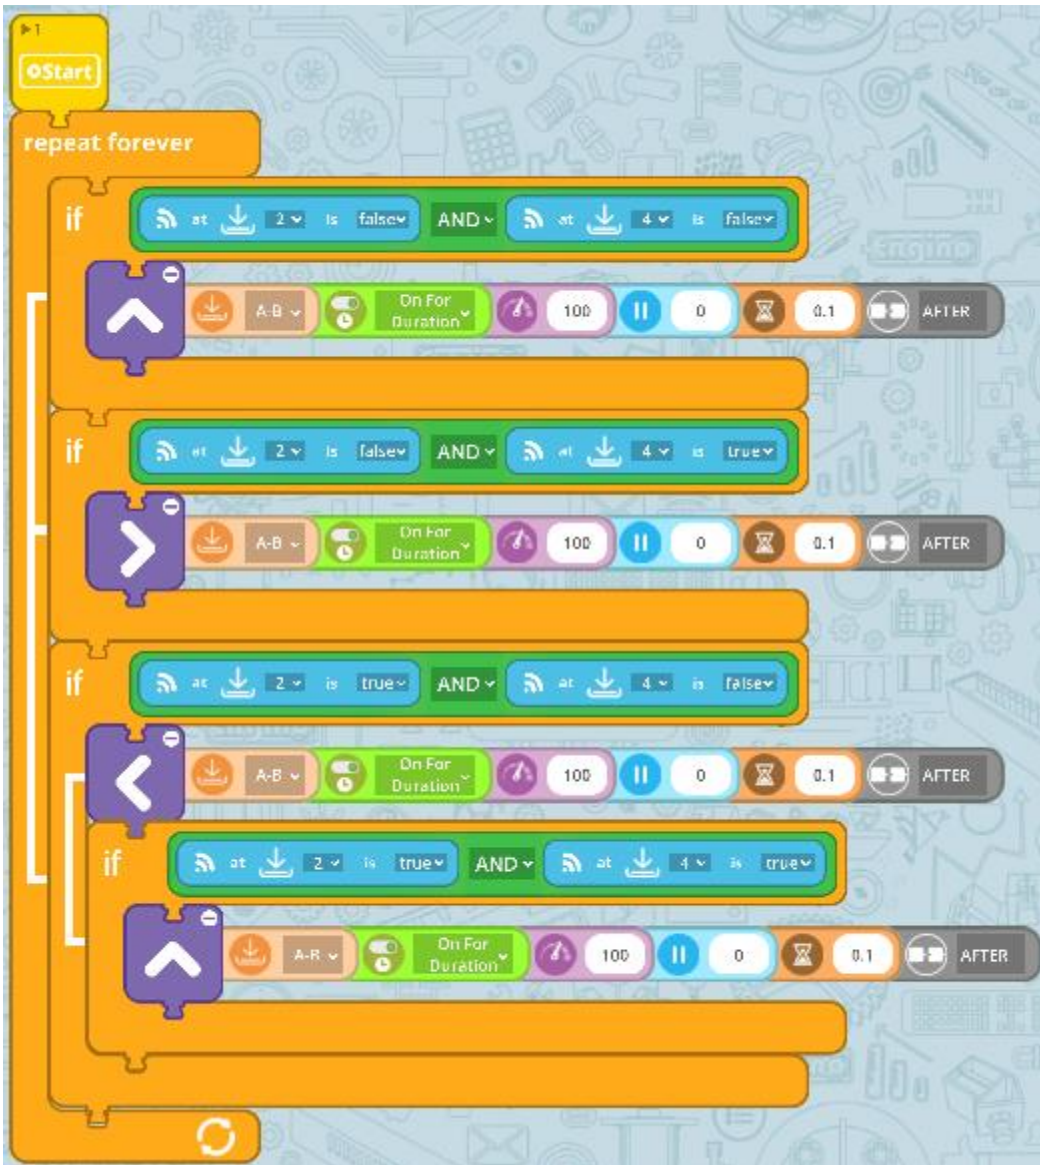 1
Start
repeat forever
if at 2 is false AND at 4 is false
A-B On For Duration 100 0 0.1 AFTER
if at 2 is false AND at 4 is true
A-B On For Duration 100 0 0.1 AFTER
if at 2 is true AND at 4 is false
A-B On For Duration 100 0 0.1 AFTER
if at 2 is true AND at 4 is true
A-B On For Duration 100 0 0.1 AFTER